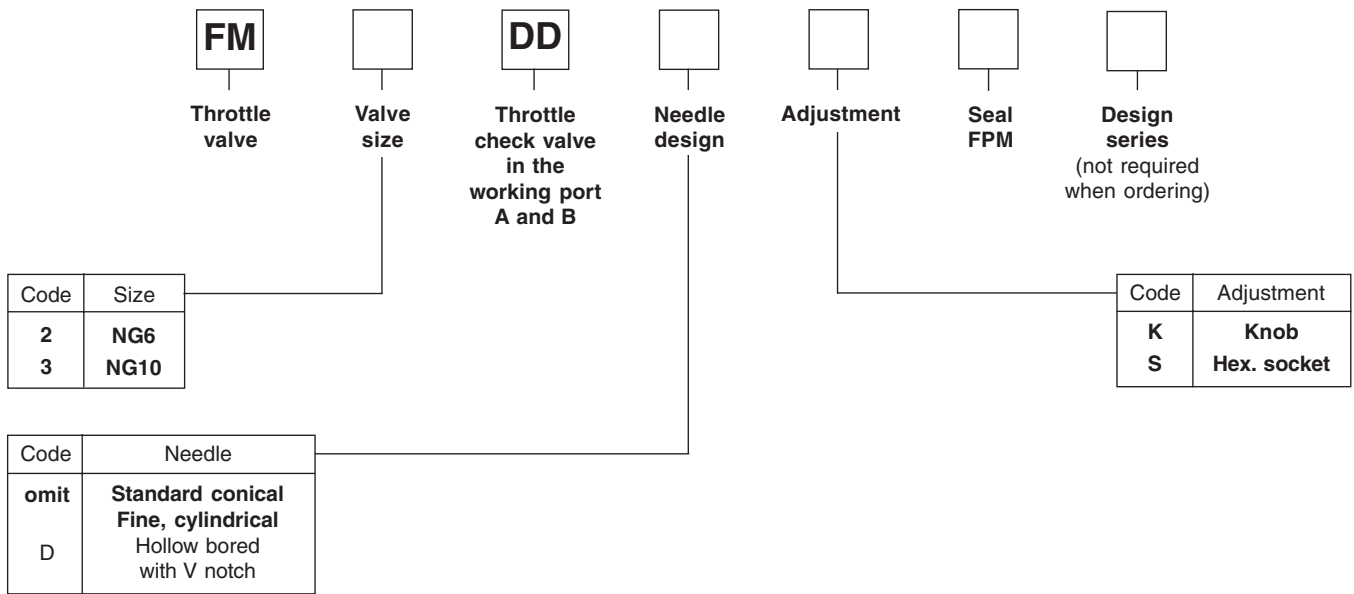 FM
DD
Throttle
valve
Valve
size
Throttle
check valve
in the
working port
A and B
Needle
design
Adjustment
Seal
FPM
Design
series
(not required
when ordering)
Code Size
2 NG6
3 NG10
Code Adjustment
K Knob
S Hex. socket
Code Needle
omit Standard conical
Fine, cylindrical
D Hollow bored
with V notch